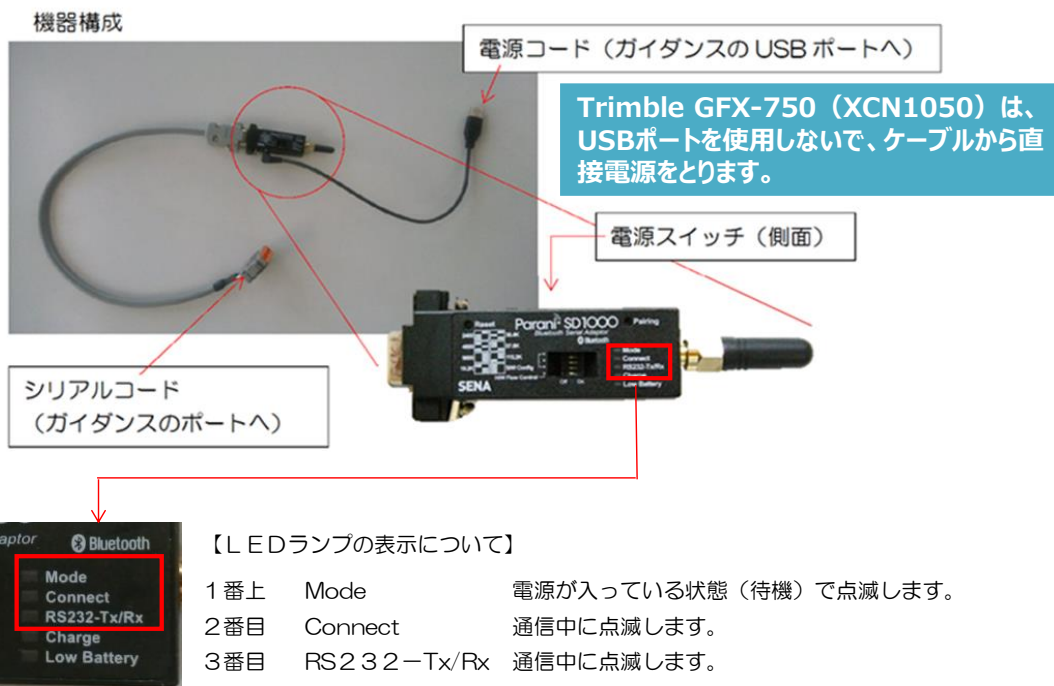 機器構成
電源コード（ガイダンスの USB ポートへ）
Trimble GFX-750（XCN1050）は、
USBポートを使用しないで、ケーブルから直
接電源をとります。
電源スイッチ（側面）
Reset
Parani SD1000
Pairing
Bluetooth Serial Adaptor
Bluetooth
Mode
Connect
RS232-Tx/Rx
Charge
Low Battery
SENA
Off On
シリアルコード
（ガイダンスのポートへ）
aptor
Bluetooth
Mode
Connect
RS232-Tx/Rx
Charge
Low Battery
【ＬＥＤランプの表示について】
１番上 Mode 電源が入っている状態（待機）で点滅します。
２番目 Connect 通信中に点滅します。
３番目 ＲＳ２３２－Tx/Rx 通信中に点滅します。